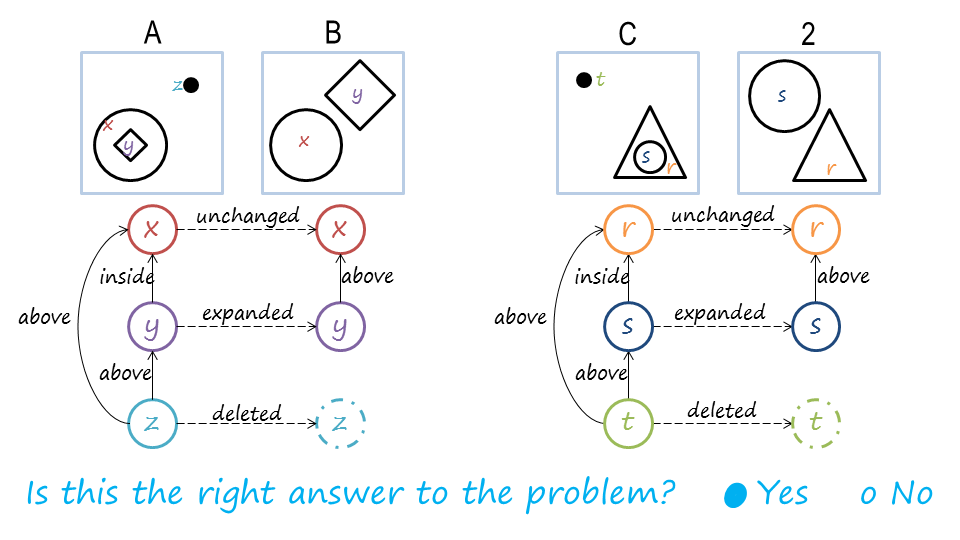 A B C 2
z t
y s
x x
y s r r
x unchanged x r unchanged r
inside above inside above
above y expanded y above s expanded s
above above
z deleted z t deleted t
Is this the right answer to the problem? Yes o No